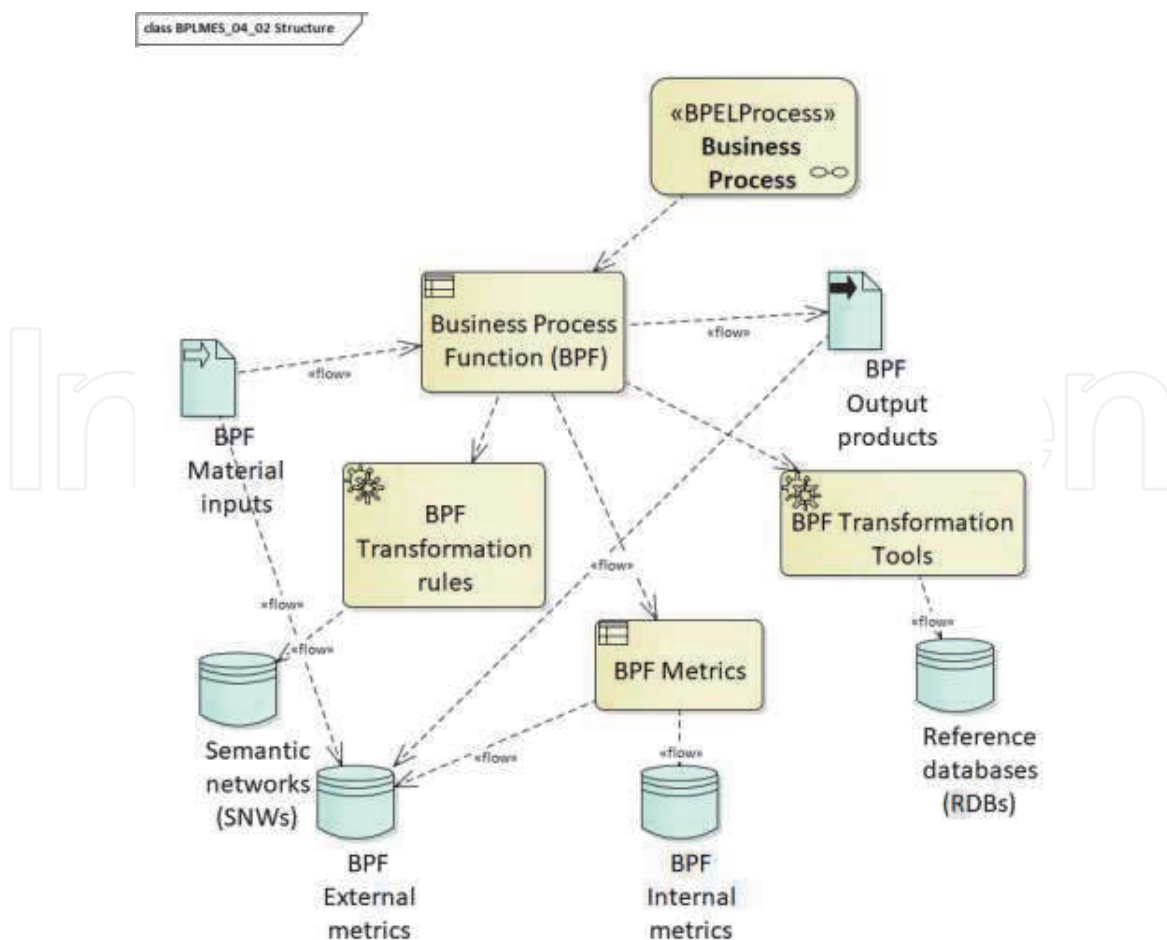 class BPLMES_04_02 Structure
«BPELProcess»
Business
Process
Business Process
Function (BPF)
«flow»
«flow»
BPF
Material
inputs
BPF
Output
products
BPF
Transformation
rules
BPF Transformation
Tools
«flow»
«flow»
«flow»
«flow»
BPF Metrics
Semantic
networks
(SNWs)
«flow»
«flow»
Reference
databases
(RDBs)
BPF
External
metrics
BPF
Internal
metrics